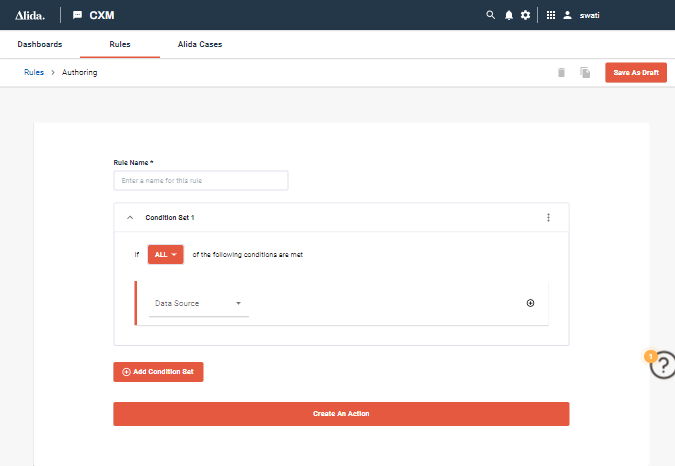 Alida. CXM swati
Dashboards Rules Alida Cases
Rules > Authoring Save As Draft
Rule Name *
Enter a name for this rule
Condition Set 1
If ALL of the following conditions are met
Data Source
1
?
Add Condition Set
Create An Action